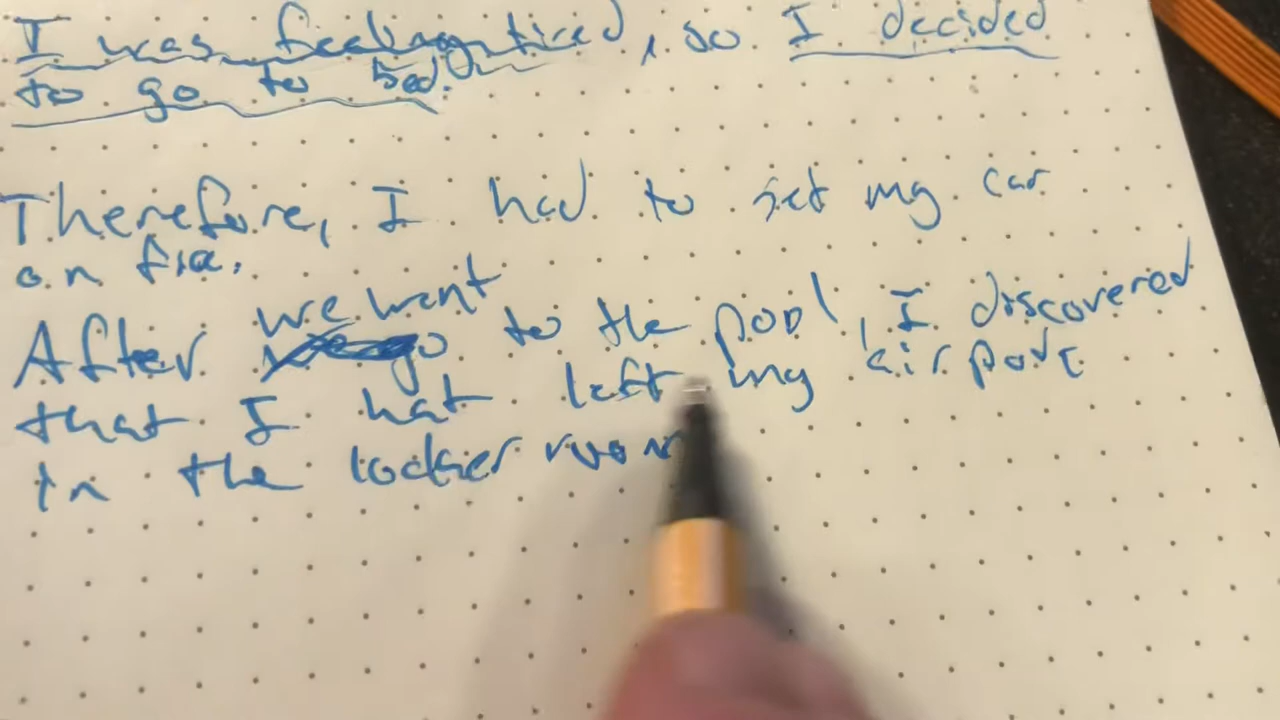 I was feeling tired, so I decided
to go to bed.
Therefore, I had to set my car
on fire.
we went
After to the pool, I discovered
that I hat left my airpods
in the locker room